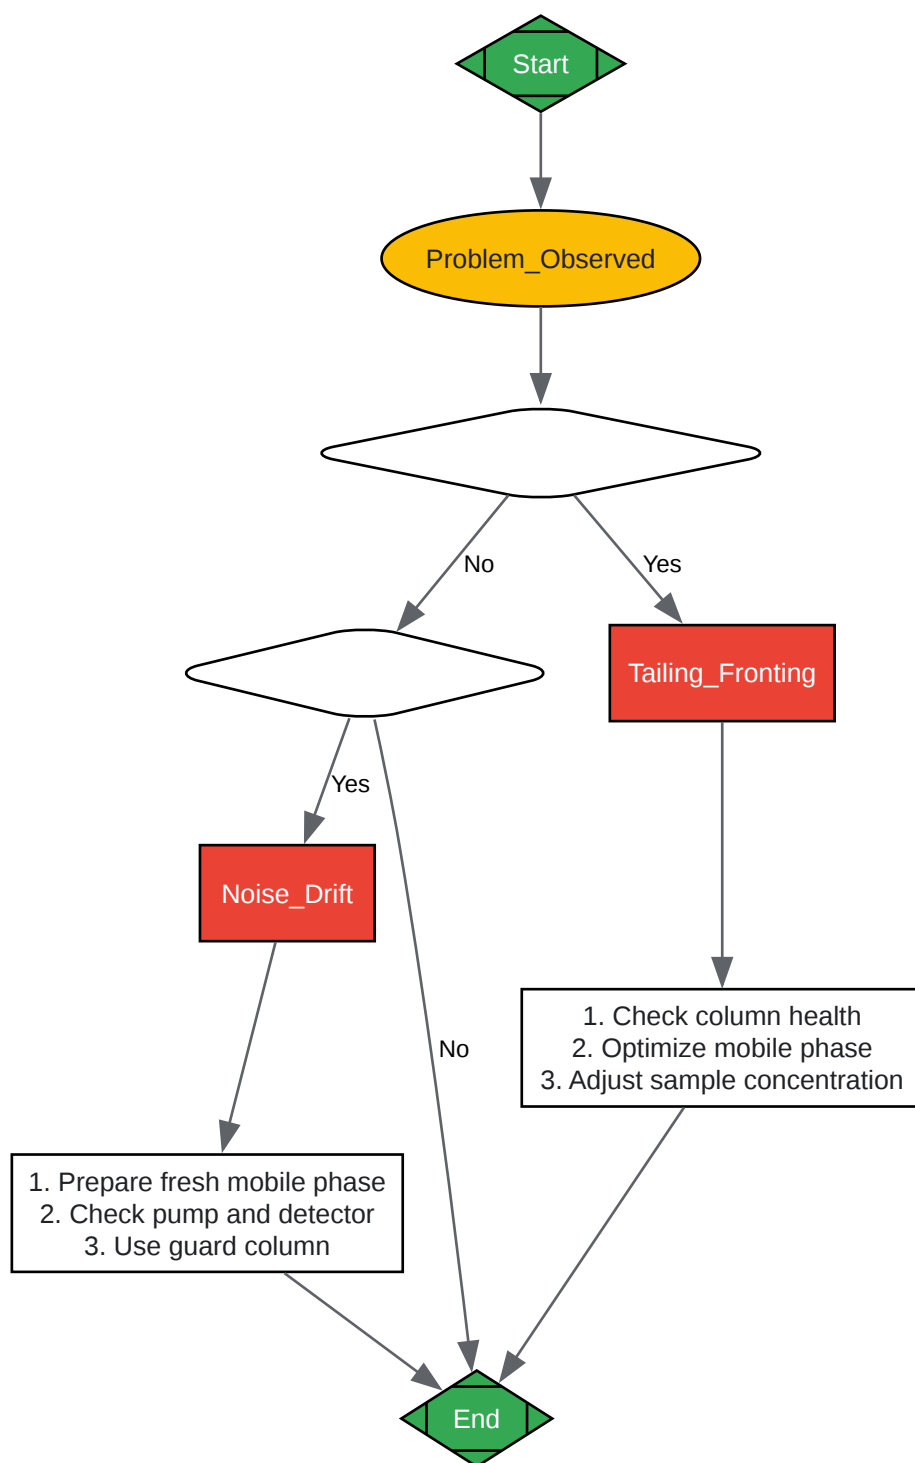 Start
Problem_Observed
No
Yes
Tailing_Fronting
Yes
Noise_Drift
1. Check column health
2. Optimize mobile phase
3. Adjust sample concentration
No
1. Prepare fresh mobile phase
2. Check pump and detector
3. Use guard column
End